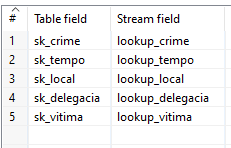 # Table field Stream field
1 sk_crime lookup_crime
2 sk_tempo lookup_tempo
3 sk_local lookup_local
4 sk_delegacia lookup_delegacia
5 sk_vitima lookup_vitima